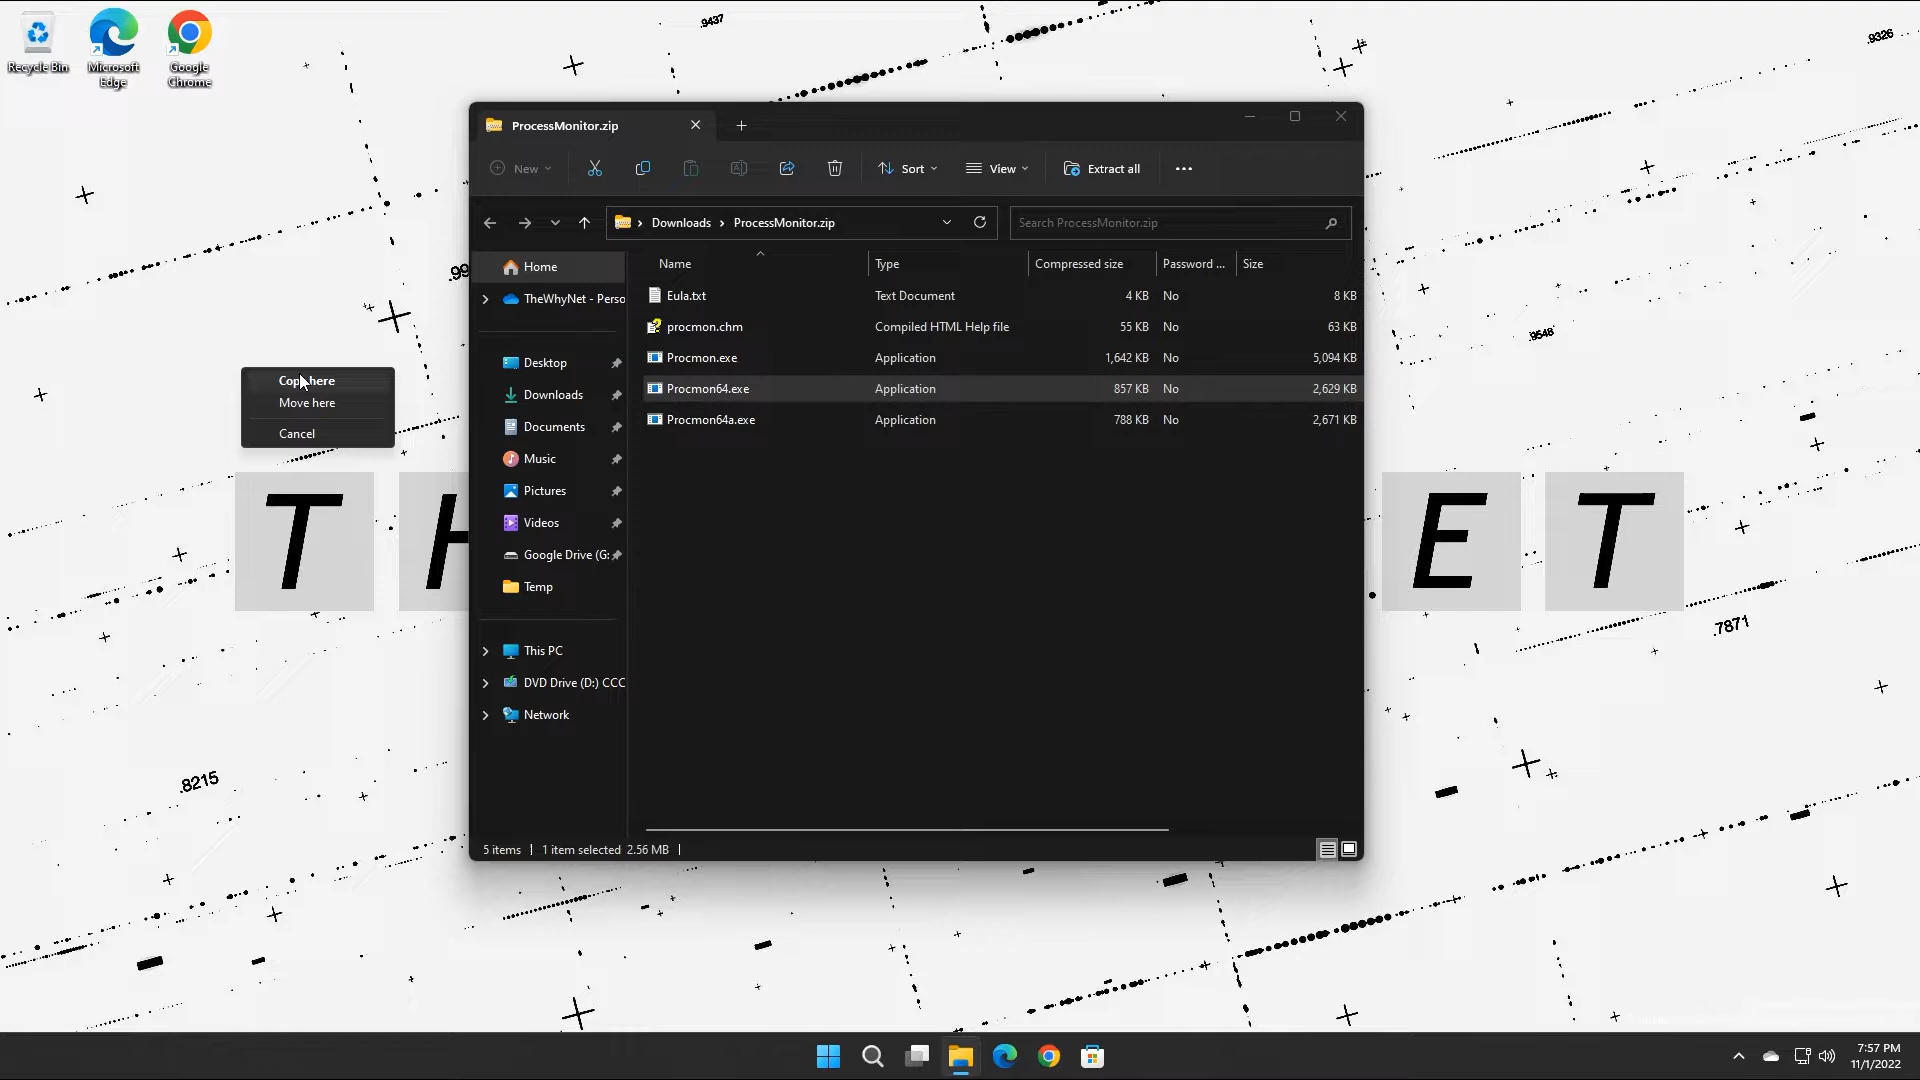 .9437
.9326
Recycle Bin
Microsoft
Edge
Google
Chrome
ProcessMonitor.zip
New
Sort
View
Extract all
Downloads
ProcessMonitor.zip
Search ProcessMonitor.zip
Home
TheWhyNet - Perso
Desktop
Downloads
Documents
Music
Pictures
Videos
Google Drive (G:
Temp
This PC
DVD Drive (D:) CCC
Network
Name Type Compressed size Password ... Size
Eula.txt Text Document 4 KB No 8 KB
procmon.chm Compiled HTML Help file 55 KB No 63 KB
Procmon.exe Application 1,642 KB No 5,094 KB
Procmon64.exe Application 857 KB No 2,629 KB
Procmon64a.exe Application 788 KB No 2,671 KB
.9548
Copy here
Move here
Cancel
T H E T
.7871
.8215
5 items 1 item selected 2.56 MB
7:57 PM
11/1/2022